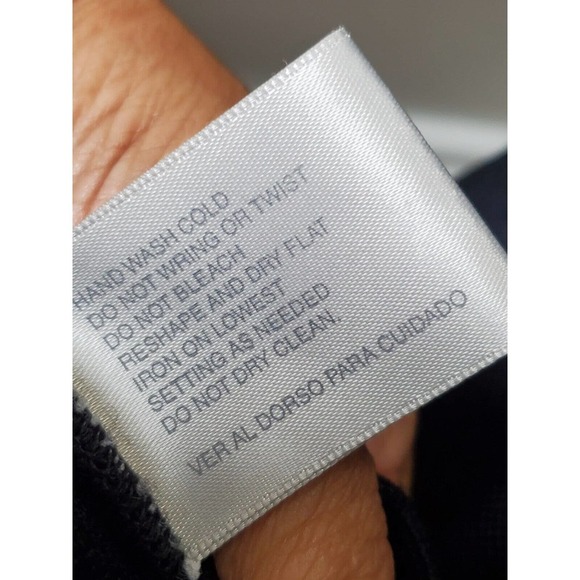 HAND WASH COLD
DO NOT WRING OR TWIST
DO NOT BLEACH
RESHAPE AND DRY FLAT
IRON ON LOWEST
SETTING AS NEEDED
DO NOT DRY CLEAN.
VER AL DORSO PARA CUIDADO